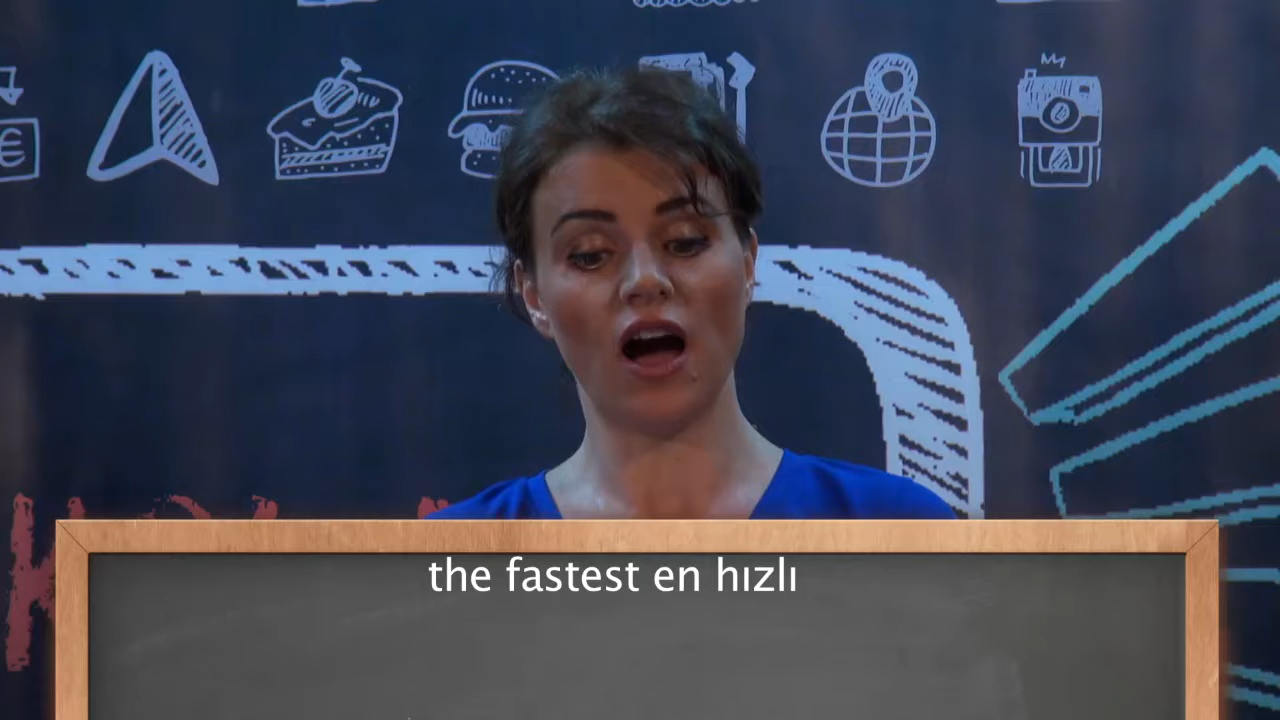 €
the fastest en hızlı